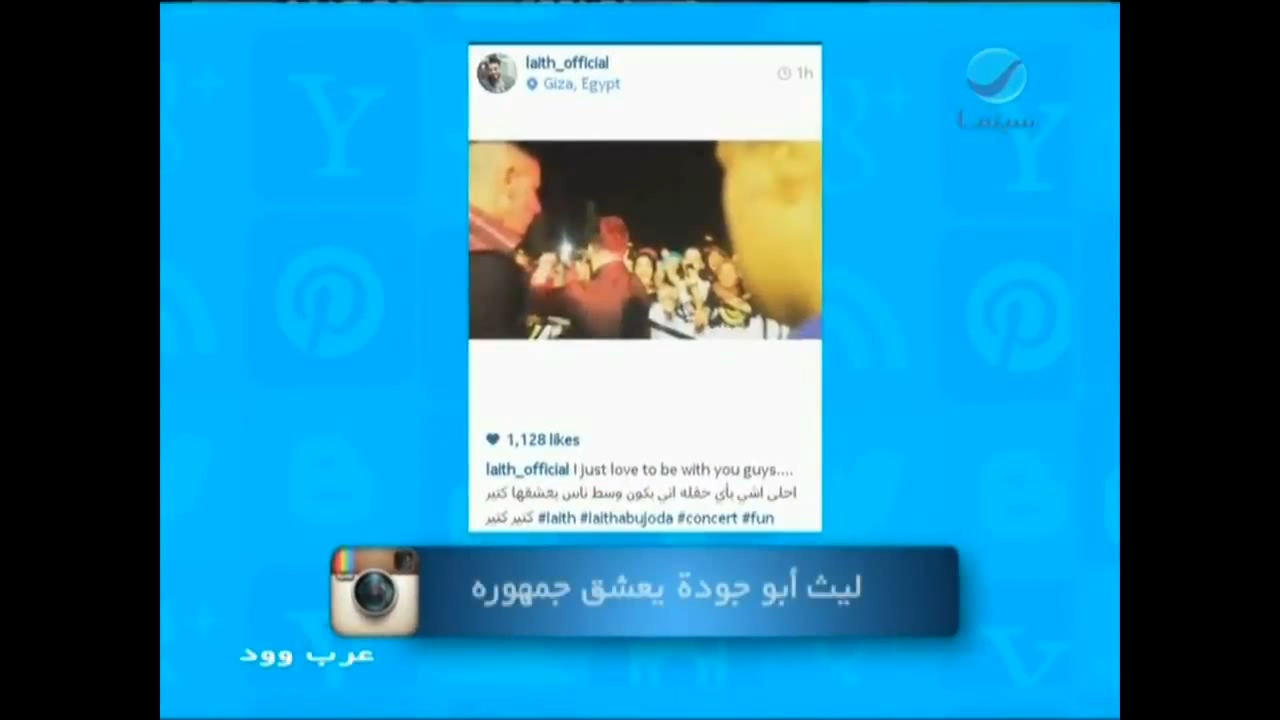 laith_official
Giza, Egypt
1h
سينما
1,128 likes
laith_official I just love to be with you guys....
احلى اشي بأي حفله اني بكون وسط ناس بعشقها كتير
كتير كتير #laith #laithabujoda #concert #fun
ليث أبو جودة يعشق جمهوره
عرب وود